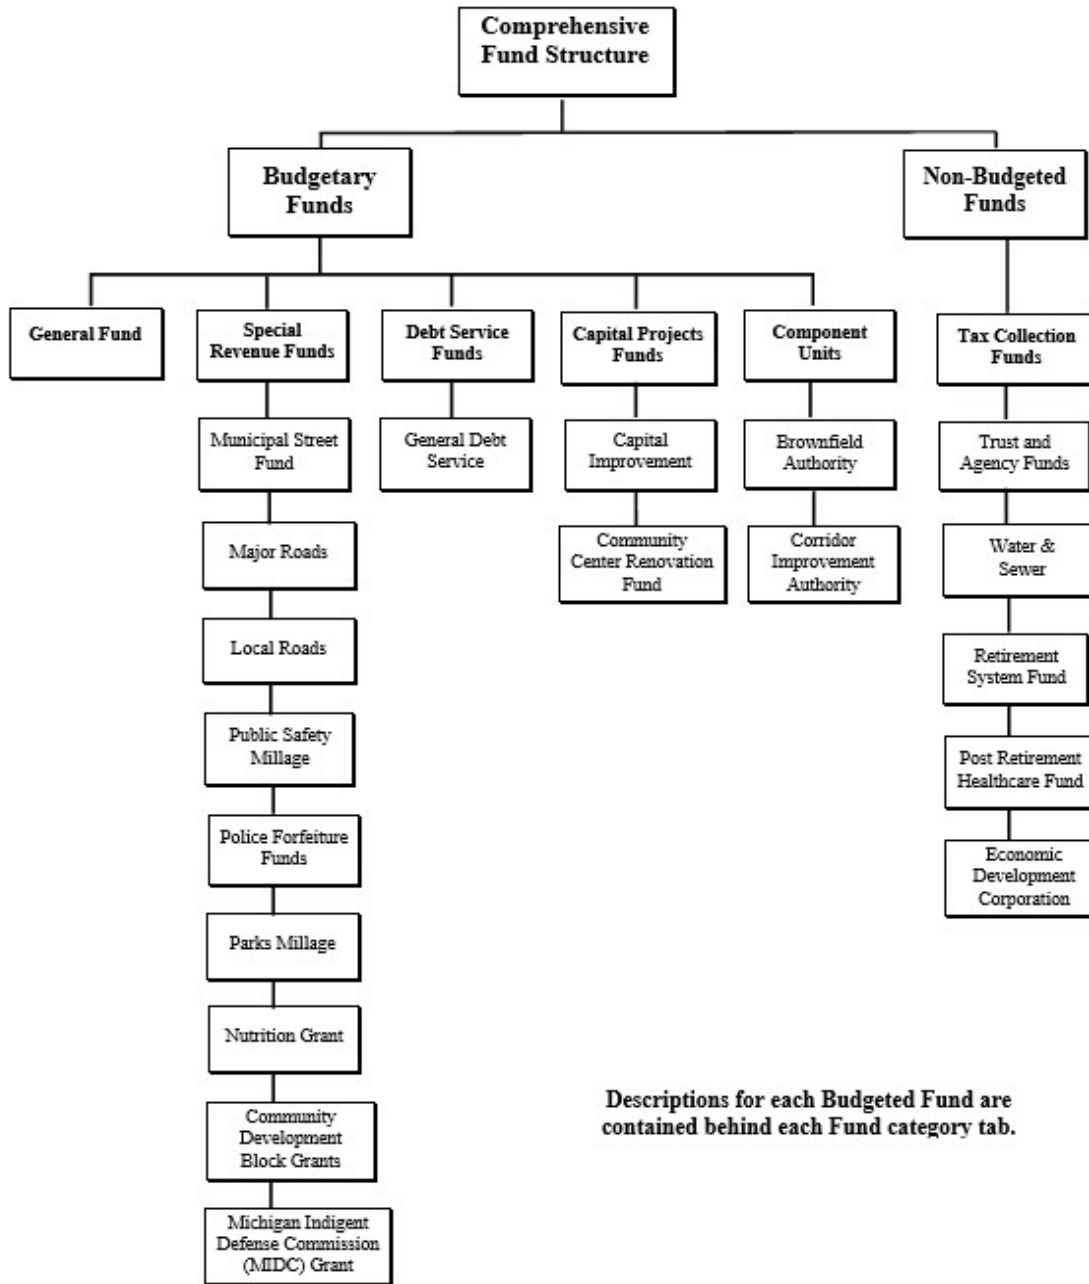 Comprehensive
Fund Structure
Budgetary
Funds
Non-Budgeted
Funds
General Fund
Special
Revenue Funds
Debt Service
Funds
Capital Projects
Funds
Component
Units
Tax Collection
Funds
Municipal Street
Fund
General Debt
Service
Capital
Improvement
Brownfield
Authority
Trust and
Agency Funds
Major Roads
Community
Center Renovation
Fund
Corridor
Improvement
Authority
Water &
Sewer
Local Roads
Retirement
System Fund
Public Safety
Millage
Post Retirement
Healthcare Fund
Police Forfeiture
Funds
Economic
Development
Corporation
Parks Millage
Nutrition Grant
Community
Development
Block Grants
Michigan Indigent
Defense Commission
(MIDC) Grant
Descriptions for each Budgeted Fund are
contained behind each Fund category tab.